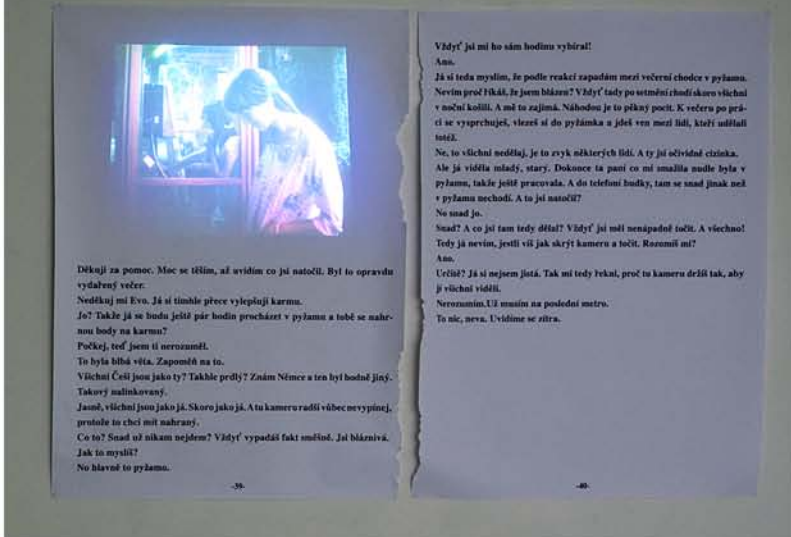 Děkuji za pomoc. Moc se těším, až uvidím co jsi natočil. Byl to opravdu
vydařený večer.
Neděkuj mi Evo. Já si tímhle přece vylepšuji karmu.
Jo? Takže já se budu ještě pár hodin procházet v pyžamu a tobě se nahr-
nou body na karmu?
Počkej, teď jsem ti nerozuměl.
To byla blbá věta. Zapoměň na to.
Všichni Češi jsou jako ty? Takhle prdlý? Znám Němce a ten byl hodně jiný.
Takový nalinkovaný.
Jasně, všichni jsou jako já. Skoro jako já. A tu kameru radši vůbec nevypínej,
protože to chci mít nahraný.
Co to? Snad už nikam nejdem? Vždyť vypadáš fakt směšně. Jsi bláznivá.
Jak to myslíš?
No hlavně to pyžamo.
-39-
Vždyť jsi mi ho sám hodinu vybíral!
Ano.
Já si teda myslím, že podle reakcí zapadám mezi večerní chodce v pyžamu.
Nevím proč říkáš, že jsem blázen? Vždyť tady po setmění chodí skoro všichni
v noční košili. A mě to zajímá. Náhodou je to pěkný pocit. K večeru po prá-
ci se vysprchuješ, vlezeš si do pyžámka a jdeš ven mezi lidi, kteří udělali
totéž.
Ne, to všichni nedělaj, je to zvyk některých lidí. A ty jsi očividně cizinka.
Ale já viděla mladý, starý. Dokonce ta paní co mi smažila nudle byla v
pyžamu, takže ještě pracovala. A do telefoní budky, tam se snad jinak než
v pyžamu nechodí. A to jsi natočil?
No snad jo.
Snad? A co jsi tam tedy dělal? Vždyť jsi měl nenápadně točit. A všechno!
Tedy já nevím, jestli víš jak skrýt kameru a točit. Rozumíš mi?
Ano.
Určitě? Já si nejsem jistá. Tak mi tedy řekni, proč tu kameru držíš tak, aby
ji všichni viděli.
Nerozumím. Už musím na poslední metro.
To nic, neva. Uvidíme se zítra.
-40-